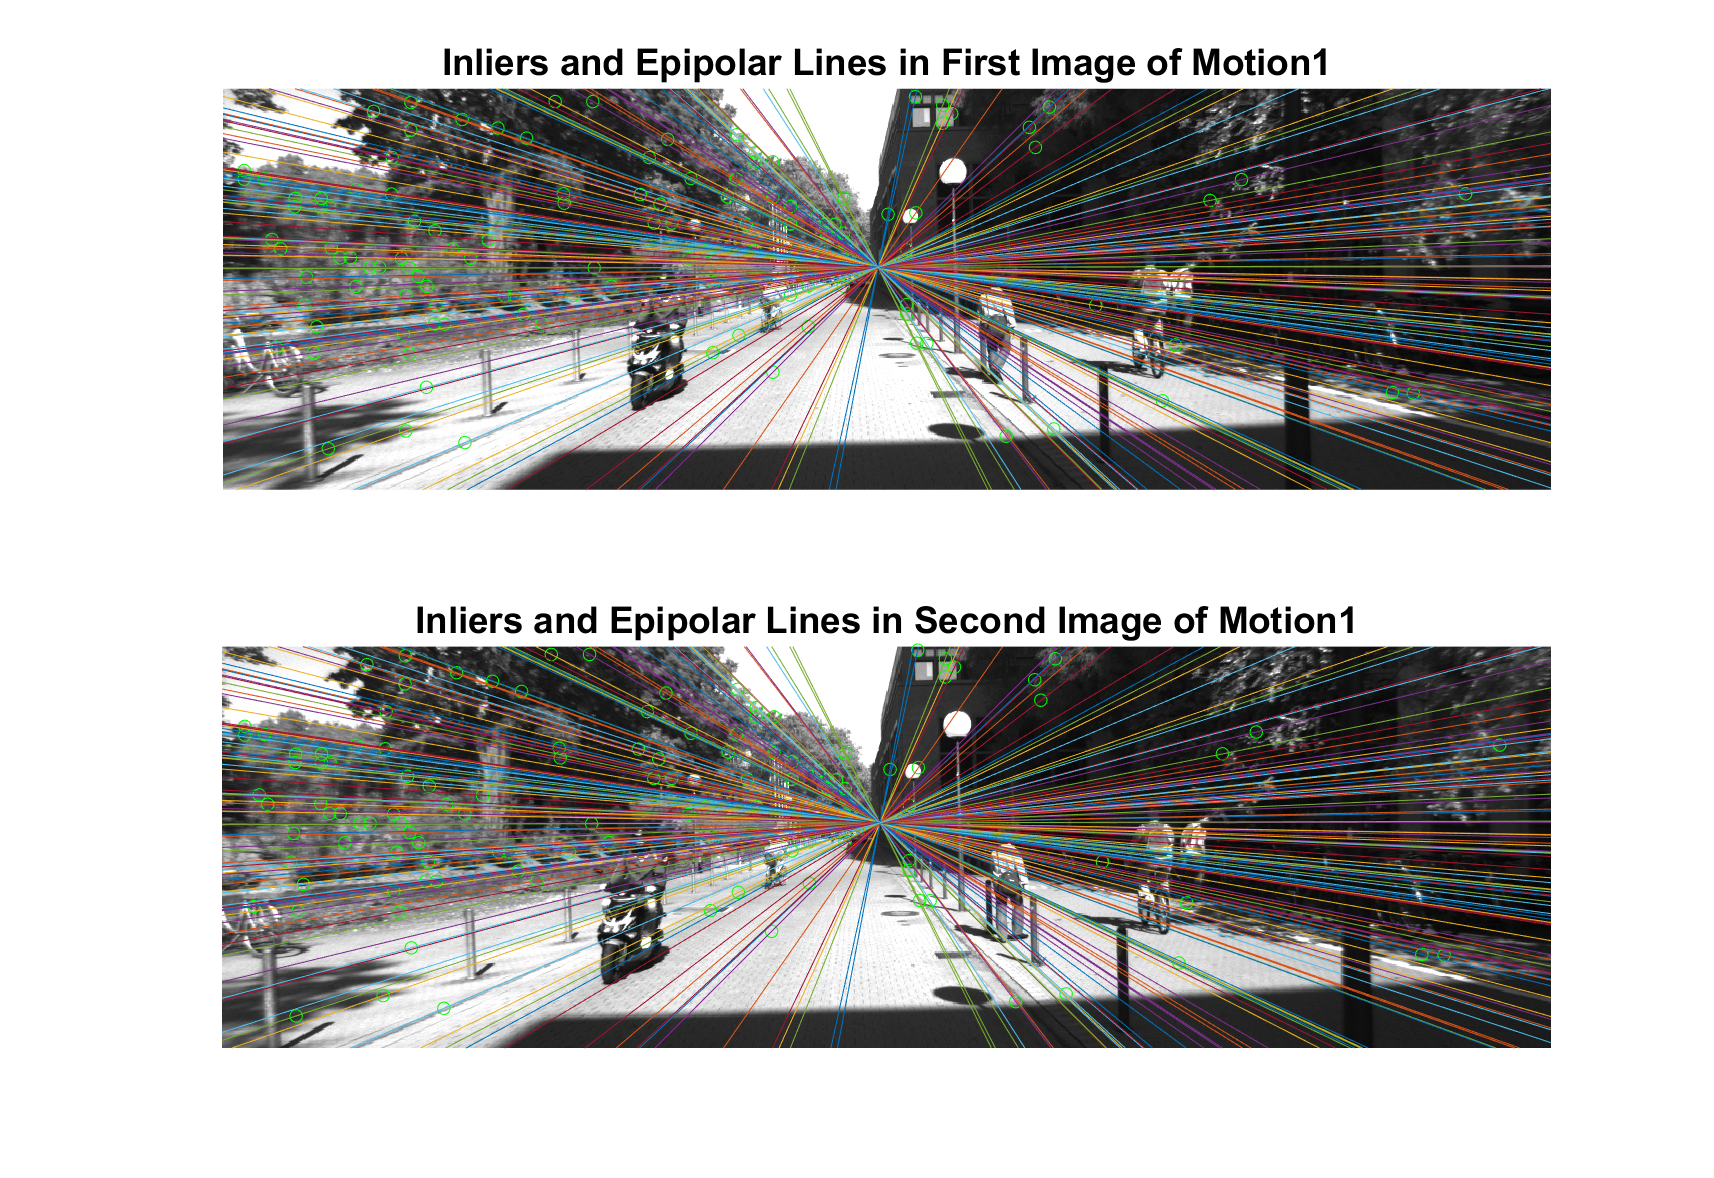 Inliers and Epipolar Lines in First Image of Motion1
Inliers and Epipolar Lines in Second Image of Motion1